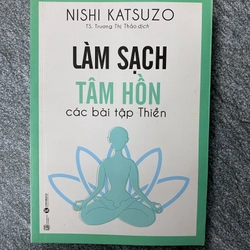 NISHI KATSUZO
TS. Trương Thị Thảo dịch
LÀM SẠCH
TÂM HỒN
các bài tập Thiền